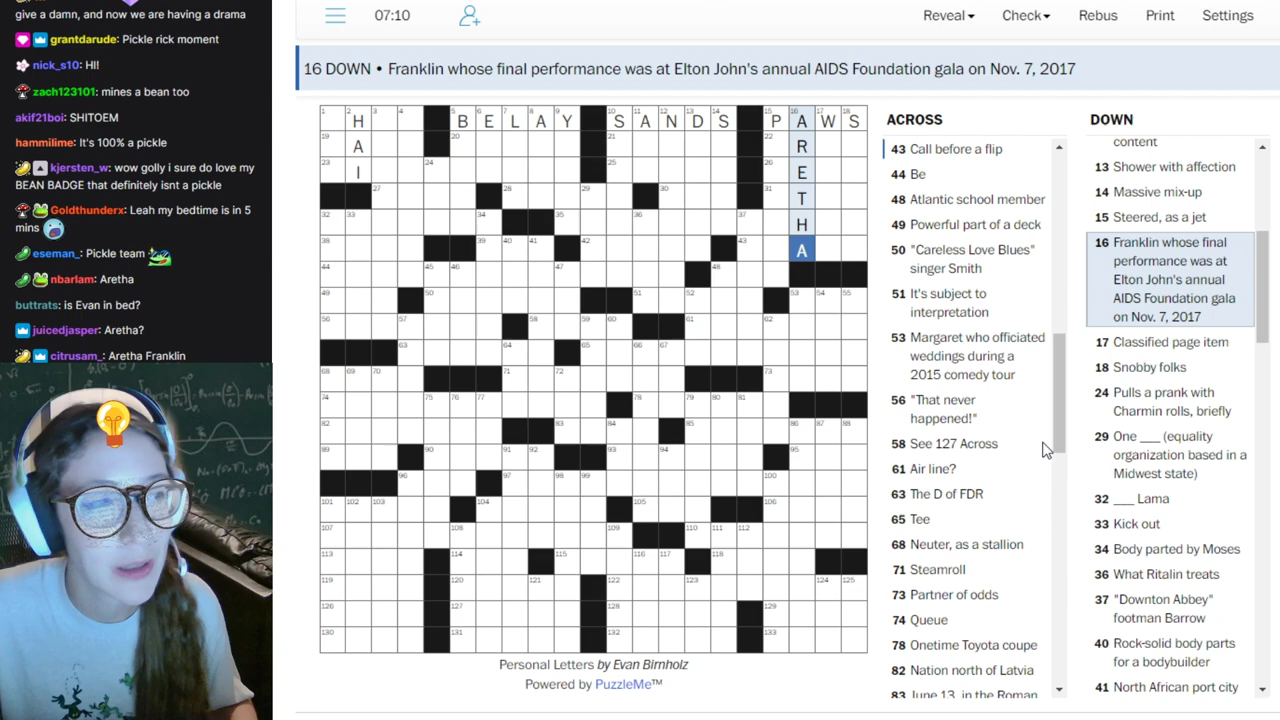 give a damn, and now we are having a drama
grantdarude: Pickle rick moment
nick_s10: HI!
zach123101: mines a bean too
akif21boi: SHITOEM
hammilime: It's 100% a pickle
kjersten_w: wow golly i sure do love my
BEAN BADGE that definitely isnt a pickle
Goldthunderx: Leah my bedtime is in 5
mins
eseman_: Pickle team
nbarlam: Aretha
buttrats: is Evan in bed?
juicedjasper: Aretha?
citrusam_: Aretha Franklin
07:10
Reveal
Check
Rebus
Print
Settings
16 DOWN • Franklin whose final performance was at Elton John's annual AIDS Foundation gala on Nov. 7, 2017
H BELAY SANDS PAWS
A R
I E
T
H
A
Personal Letters by Evan Birnholz
Powered by PuzzleMe™
ACROSS
43 Call before a flip
44 Be
48 Atlantic school member
49 Powerful part of a deck
50 "Careless Love Blues"
singer Smith
51 It's subject to
interpretation
53 Margaret who officiated
weddings during a
2015 comedy tour
56 "That never
happened!"
58 See 127 Across
61 Air line?
63 The D of FDR
65 Tee
68 Neuter, as a stallion
71 Steamroll
73 Partner of odds
74 Queue
78 Onetime Toyota coupe
82 Nation north of Latvia
83 June 13, in the Roman
DOWN
content
13 Shower with affection
14 Massive mix-up
15 Steered, as a jet
16 Franklin whose final
performance was at
Elton John's annual
AIDS Foundation gala
on Nov. 7, 2017
17 Classified page item
18 Snobby folks
24 Pulls a prank with
Charmin rolls, briefly
29 One ___ (equality
organization based in a
Midwest state)
32 ___ Lama
33 Kick out
34 Body parted by Moses
36 What Ritalin treats
37 "Downton Abbey"
footman Barrow
40 Rock-solid body parts
for a bodybuilder
41 North African port city